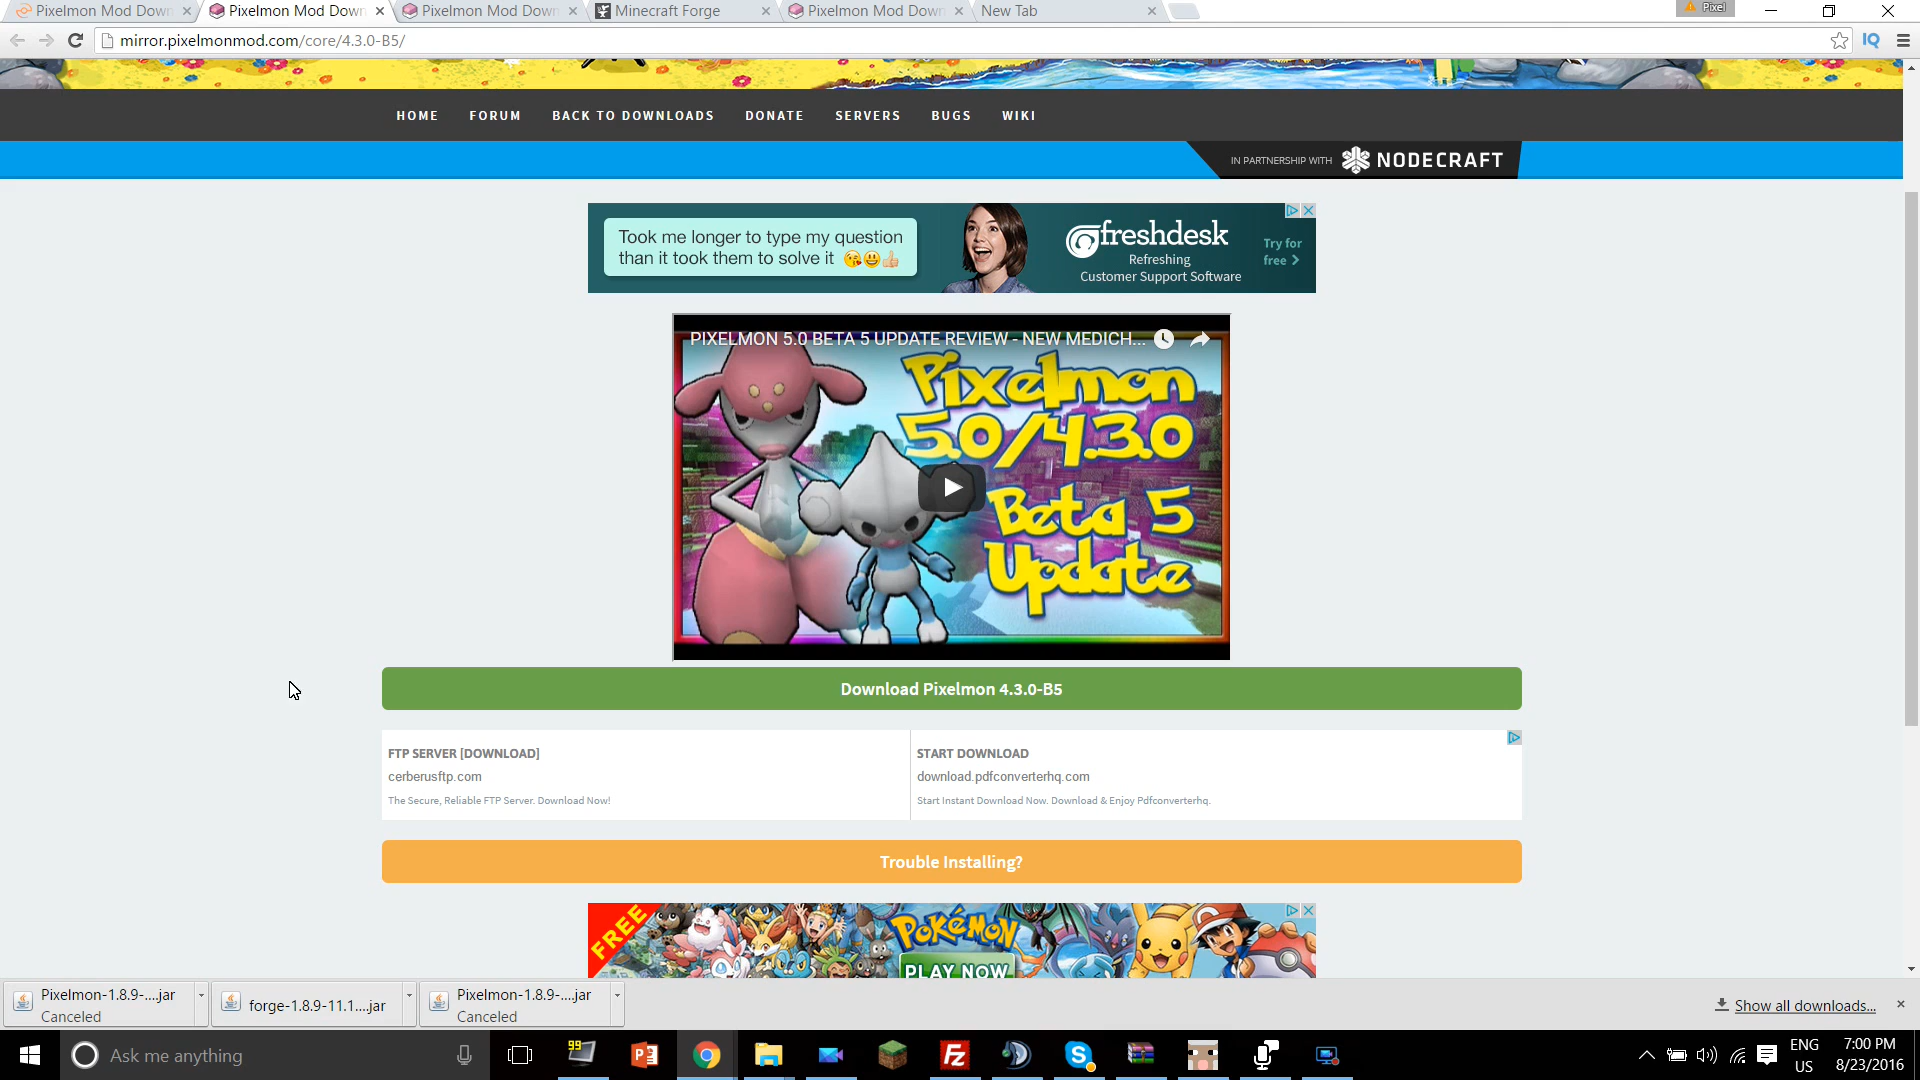 Pixelmon Mod Down
Pixelmon Mod Down
Pixelmon Mod Down
Minecraft Forge
Pixelmon Mod Down
New Tab
Pixel
mirror.pixelmonmod.com/core/4.3.0-B5/
IQ
HOME FORUM BACK TO DOWNLOADS DONATE SERVERS BUGS WIKI
IN PARTNERSHIP WITH NODECRAFT
Took me longer to type my question
than it took them to solve it
freshdesk
Refreshing
Customer Support Software
Try for
free >
PIXELMON 5.0 BETA 5 UPDATE REVIEW - NEW MEDICH...
Pixelmon
5.0/4.3.0
Beta 5
Update
Download Pixelmon 4.3.0-B5
FTP SERVER [DOWNLOAD]
cerberusftp.com
The Secure, Reliable FTP Server. Download Now!
START DOWNLOAD
download.pdfconverterhq.com
Start Instant Download Now. Download & Enjoy Pdfconverterhq.
Trouble Installing?
FREE
POKéMON
PLAY NOW
Pixelmon-1.8.9-....jar
Canceled
forge-1.8.9-11.1....jar
Pixelmon-1.8.9-....jar
Canceled
Show all downloads...
Ask me anything
99
ENG
US
7:00 PM
8/23/2016